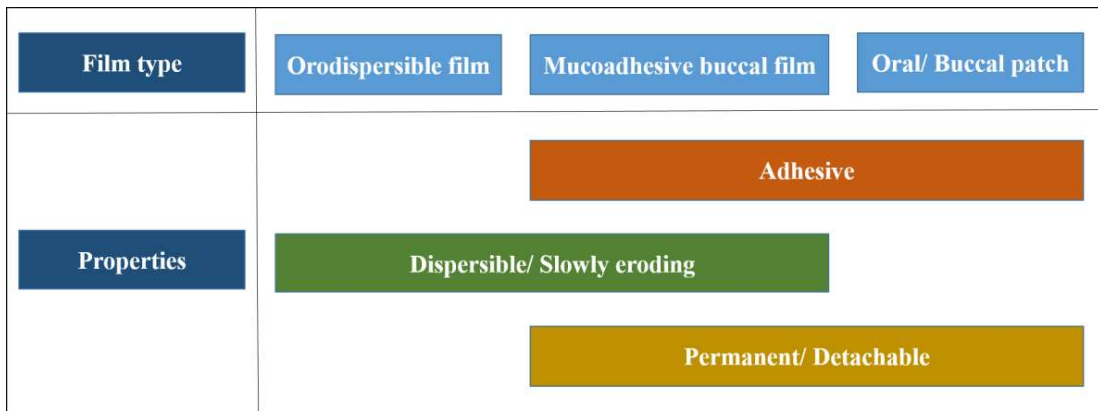 Film type
Orodispersible film
Mucoadhesive buccal film
Oral/ Buccal patch
Properties
Adhesive
Dispersible/ Slowly eroding
Permanent/ Detachable